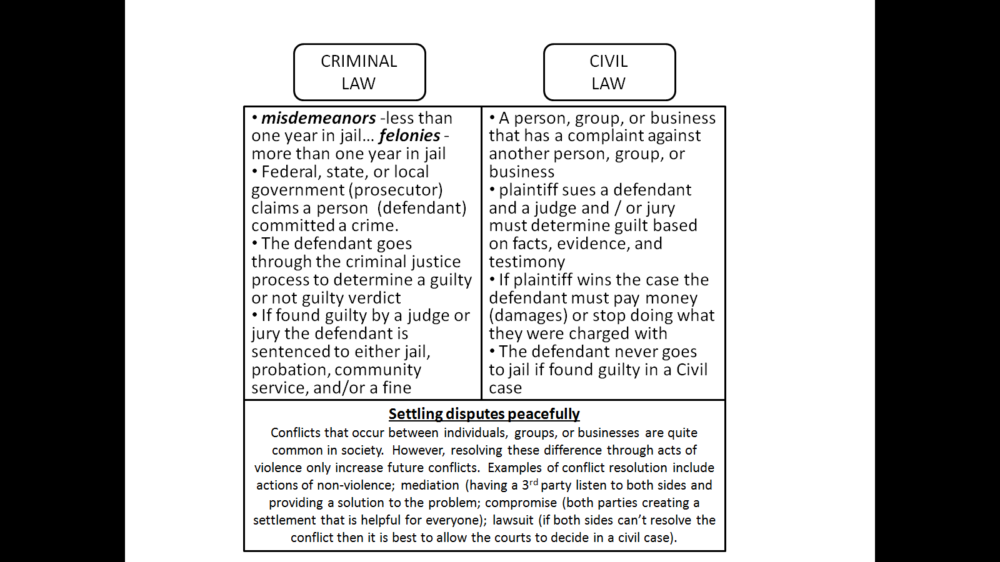 CRIMINAL
LAW
CIVIL
LAW
• misdemeanors -less than
one year in jail... felonies -
more than one year in jail
• Federal, state, or local
government (prosecutor)
claims a person  (defendant)
committed a crime.
• The defendant goes
through the criminal justice
process to determine a guilty
or not guilty verdict
• If found guilty by a judge or
jury the defendant is
sentenced to either jail,
probation, community
service, and/or a fine
• A person, group, or business
that has a complaint against
another person, group, or
business
• plaintiff sues a defendant
and a judge and / or jury
must determine guilt based
on facts, evidence, and
testimony
• If plaintiff wins the case the
defendant must pay money
(damages) or stop doing what
they were charged with
• The defendant never goes
to jail if found guilty in a Civil
case
Settling disputes peacefully
Conflicts that occur between individuals, groups, or businesses are quite
common in society.  However, resolving these difference through acts of
violence only increase future conflicts.  Examples of conflict resolution include
actions of non-violence; mediation (having a 3rd party listen to both sides and
providing a solution to the problem; compromise (both parties creating a
settlement that is helpful for everyone); lawsuit (if both sides can't resolve the
conflict then it is best to allow the courts to decide in a civil case).